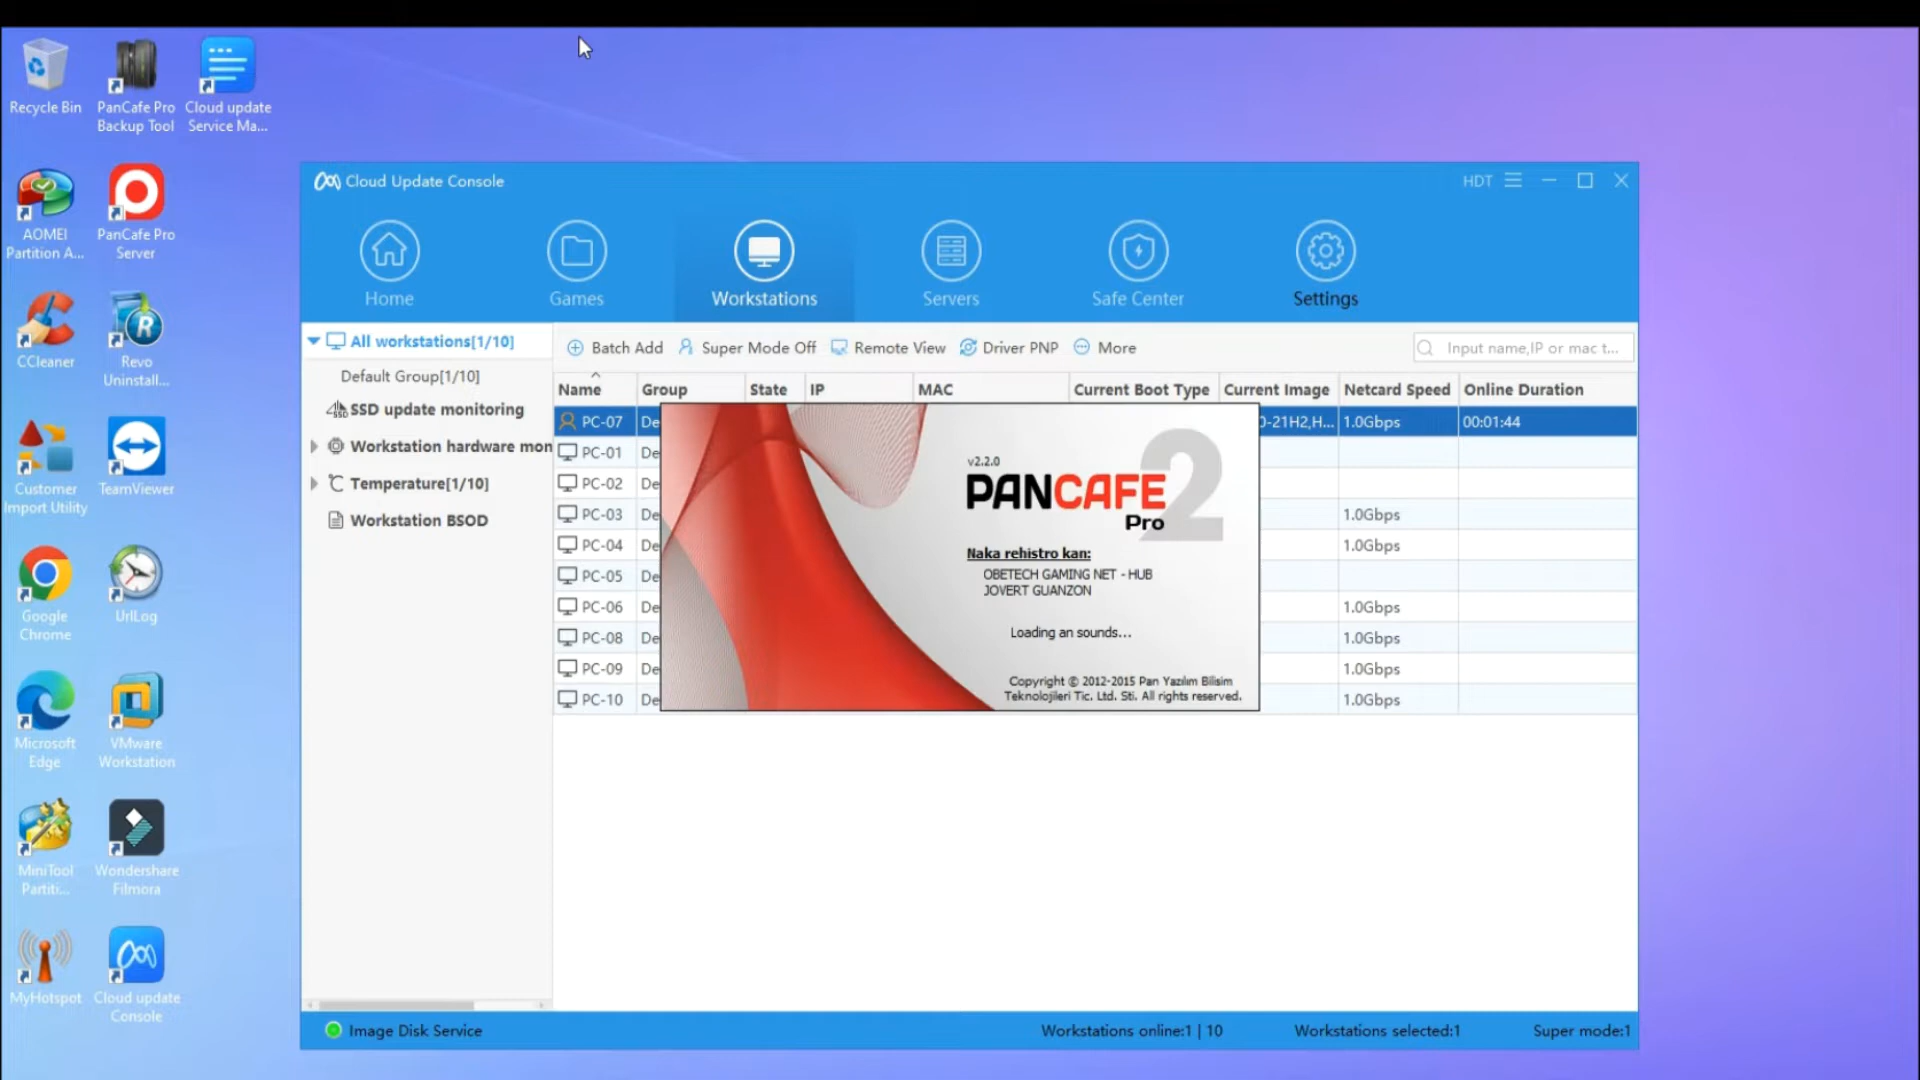 Recycle Bin
PanCafe Pro
Backup Tool
Cloud update
Service Ma...
AOMEI
Partition A...
PanCafe Pro
Server
CCleaner
Revo
Uninstall...
Customer
Import Utility
TeamViewer
Google
Chrome
UrlLog
Microsoft
Edge
VMware
Workstation
MiniTool
Partiti...
Wondershare
Filmora
MyHotspot
Cloud update
Console
Cloud Update Console
HDT
Home
Games
Workstations
Servers
Safe Center
Settings
All workstations[1/10]
Default Group[1/10]
SSD update monitoring
Workstation hardware mon
Temperature[1/10]
Workstation BSOD
Batch Add
Super Mode Off
Remote View
Driver PNP
More
Input name,IP or mac t...
Name Group State IP MAC Current Boot Type Current Image Netcard Speed Online Duration
PC-07 De 0-21H2,H... 1.0Gbps 00:01:44
PC-01 De
PC-02 De
PC-03 De 1.0Gbps
PC-04 De 1.0Gbps
PC-05 De
PC-06 De 1.0Gbps
PC-08 De 1.0Gbps
PC-09 De 1.0Gbps
PC-10 De 1.0Gbps
v2.2.0
PANCAFE 2
Pro
Naka rehistro kan:
OBETECH GAMING NET - HUB
JOVERT GUANZON
Loading an sounds...
Copyright © 2012-2015 Pan Yazılım Bilisim
Teknolojileri Tic. Ltd. Sti. All rights reserved.
Image Disk Service
Workstations online:1 | 10
Workstations selected:1
Super mode:1